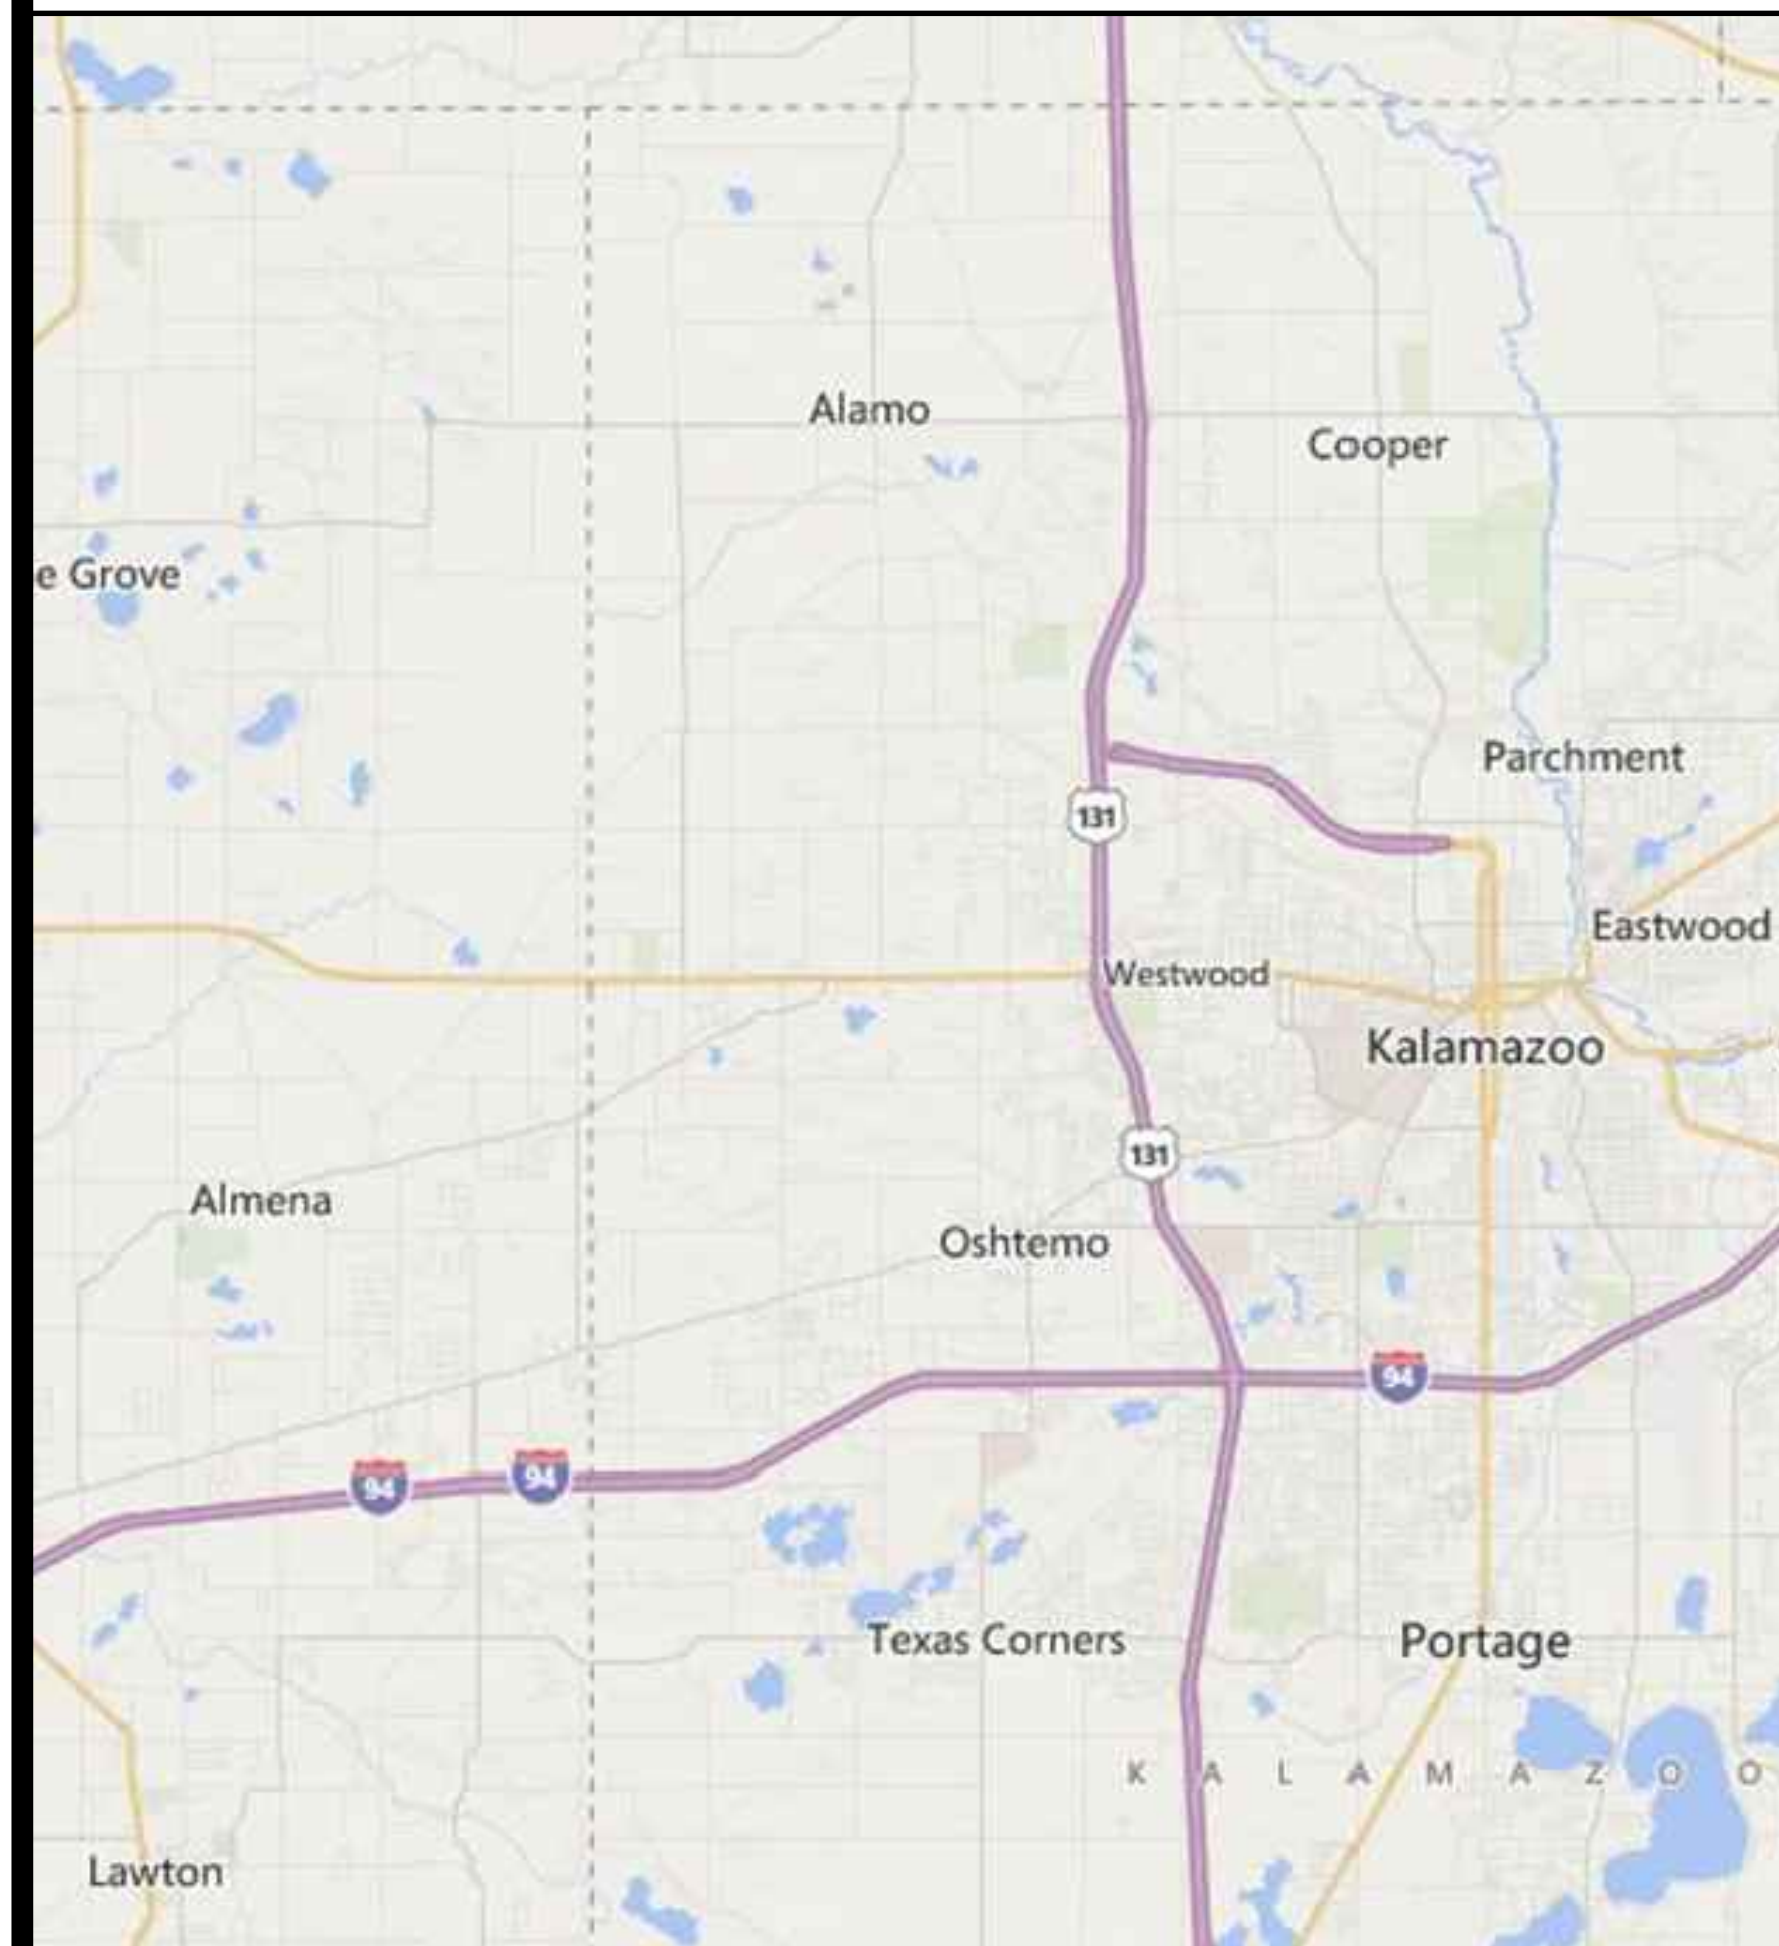 Alamo
Cooper
e Grove
Parchment
131
Eastwood
Westwood
Kalamazoo
131
Almena
Oshtemo
94
94
94
Texas Corners
Portage
K A L A M A Z O O
Lawton